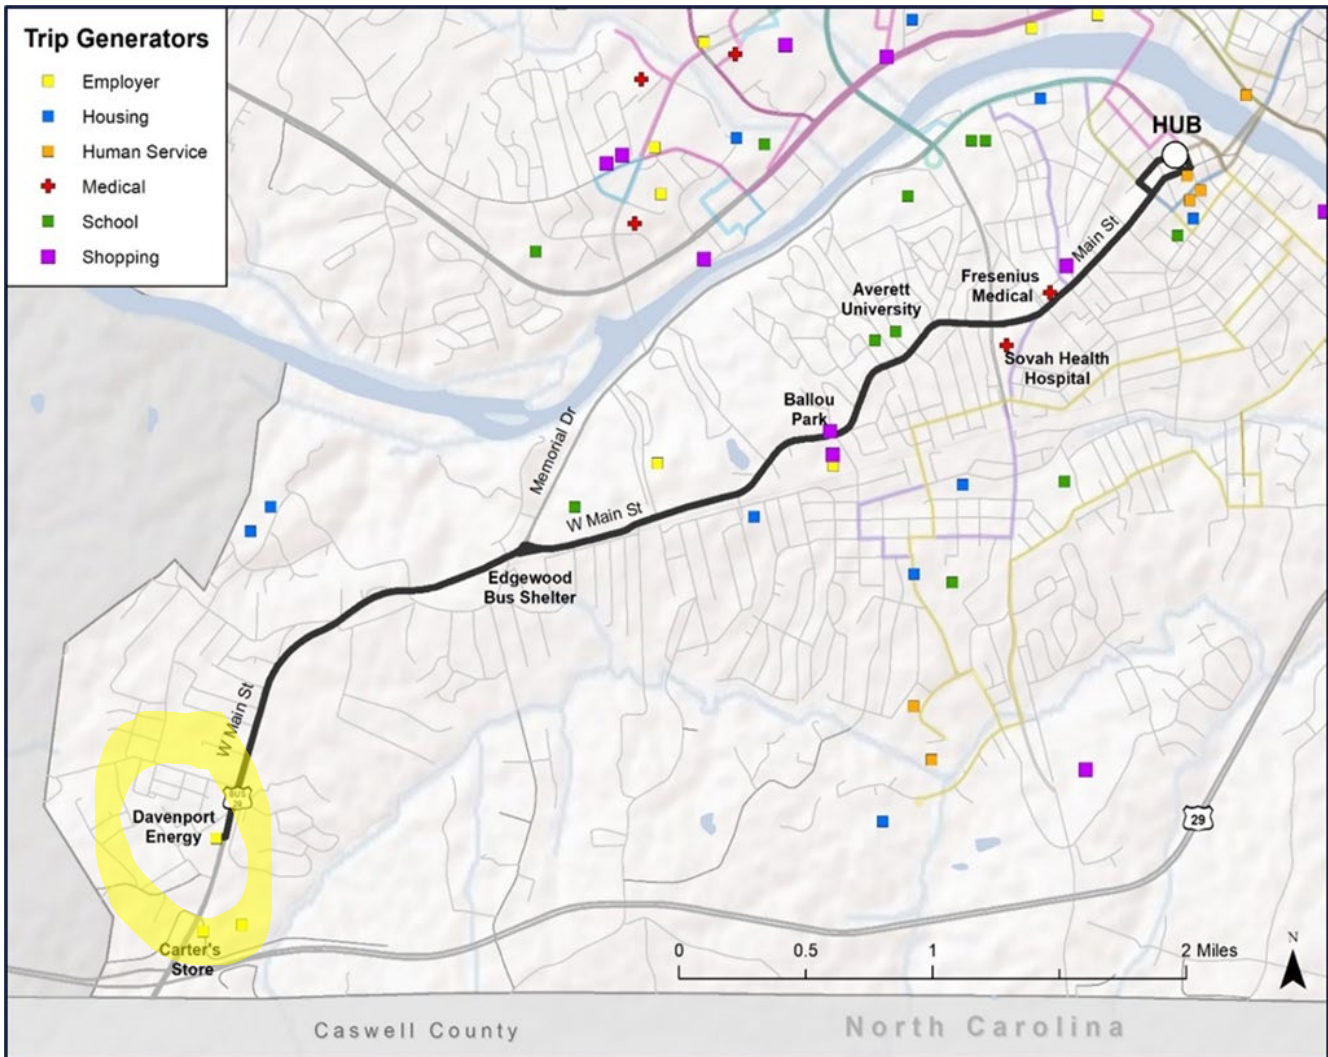 Trip Generators
Employer
Housing
Human Service
Medical
School
Shopping
HUB
Main St
Fresenius
Medical
Averett
University
Sovah Health
Hospital
Ballou
Park
Memorial Dr
W Main St
Edgewood
Bus Shelter
W Main St
BUS
29
Davenport
Energy
29
Carter's
Store
0
0.5
1
2 Miles
N
Caswell County
North Carolina